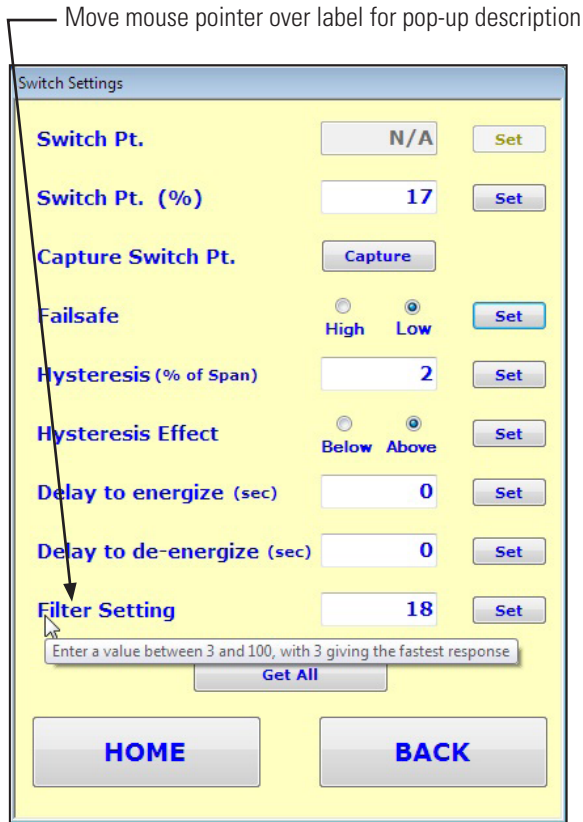 Move mouse pointer over label for pop-up description
Switch Settings
Switch Pt. N/A Set
Switch Pt. (%) 17 Set
Capture Switch Pt. Capture
Failsafe High Low Set
Hysteresis (% of Span) 2 Set
Hysteresis Effect Below Above Set
Delay to energize (sec) 0 Set
Delay to de-energize (sec) 0 Set
Filter Setting 18 Set
Enter a value between 3 and 100, with 3 giving the fastest response
Get All
HOME BACK